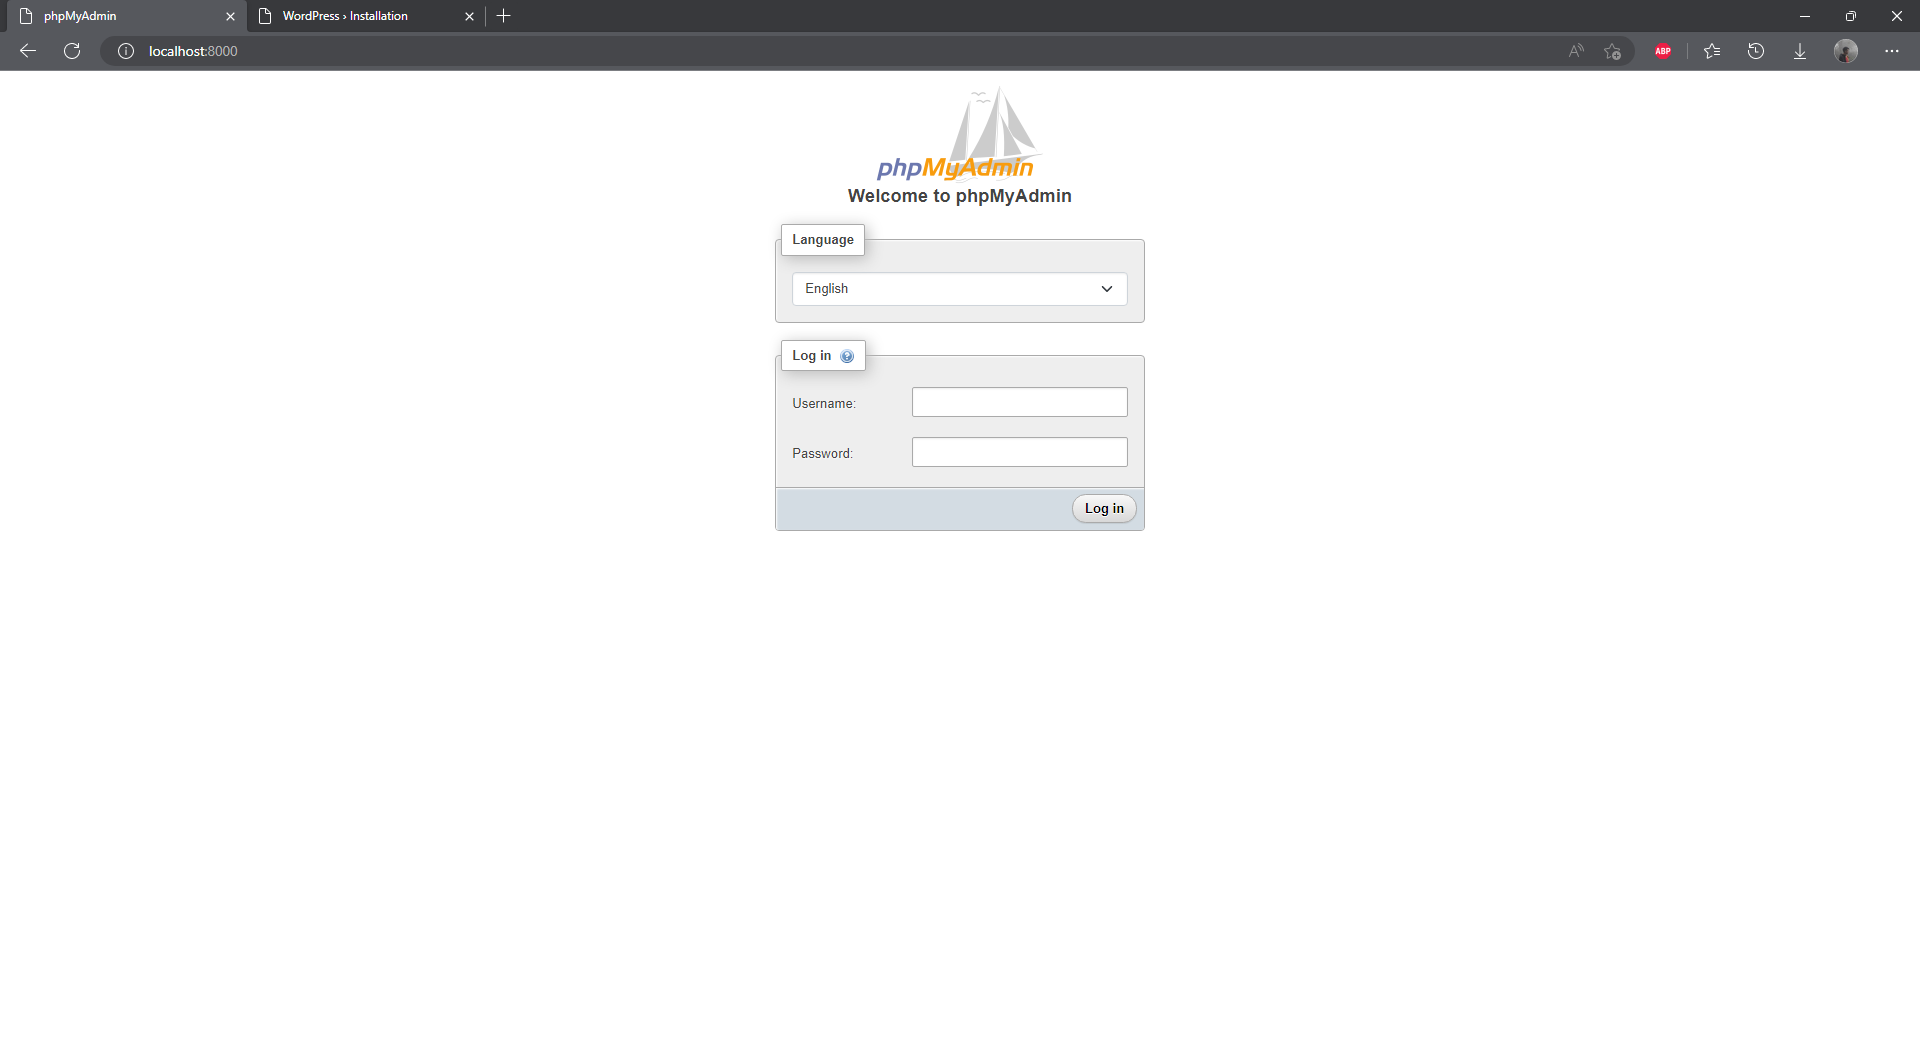 phpMyAdmin
WordPress › Installation
localhost:8000
A
ABP
phpMyAdmin
Welcome to phpMyAdmin
Language
English
Log in ?
Username:
Password:
Log in